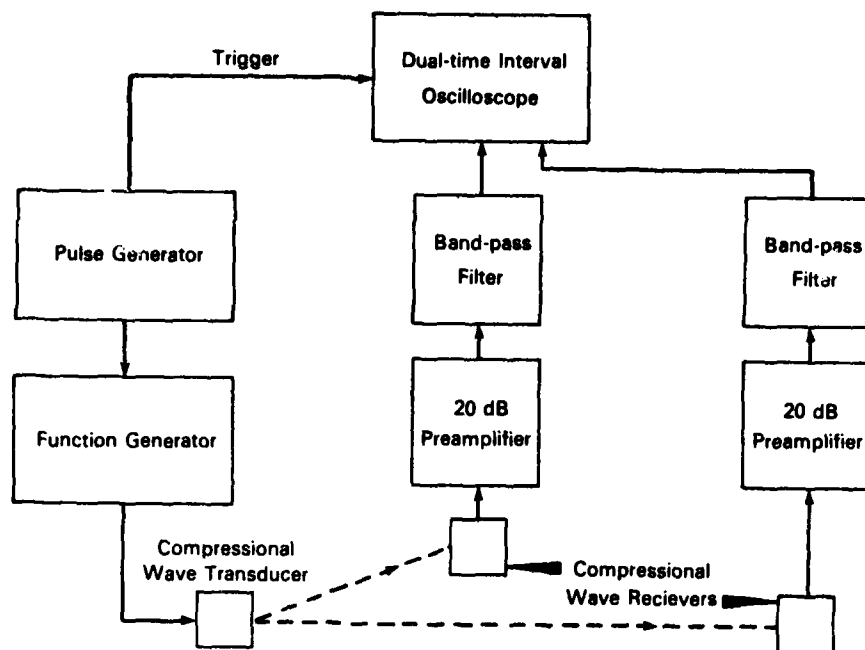 Trigger
Dual-time Interval
Oscilloscope
Pulse Generator
Band-pass
Filter
Band-pass
Filter
Function Generator
20 dB
Preamplifier
20 dB
Preamplifier
Compressional
Wave Transducer
Compressional
Wave Recievers